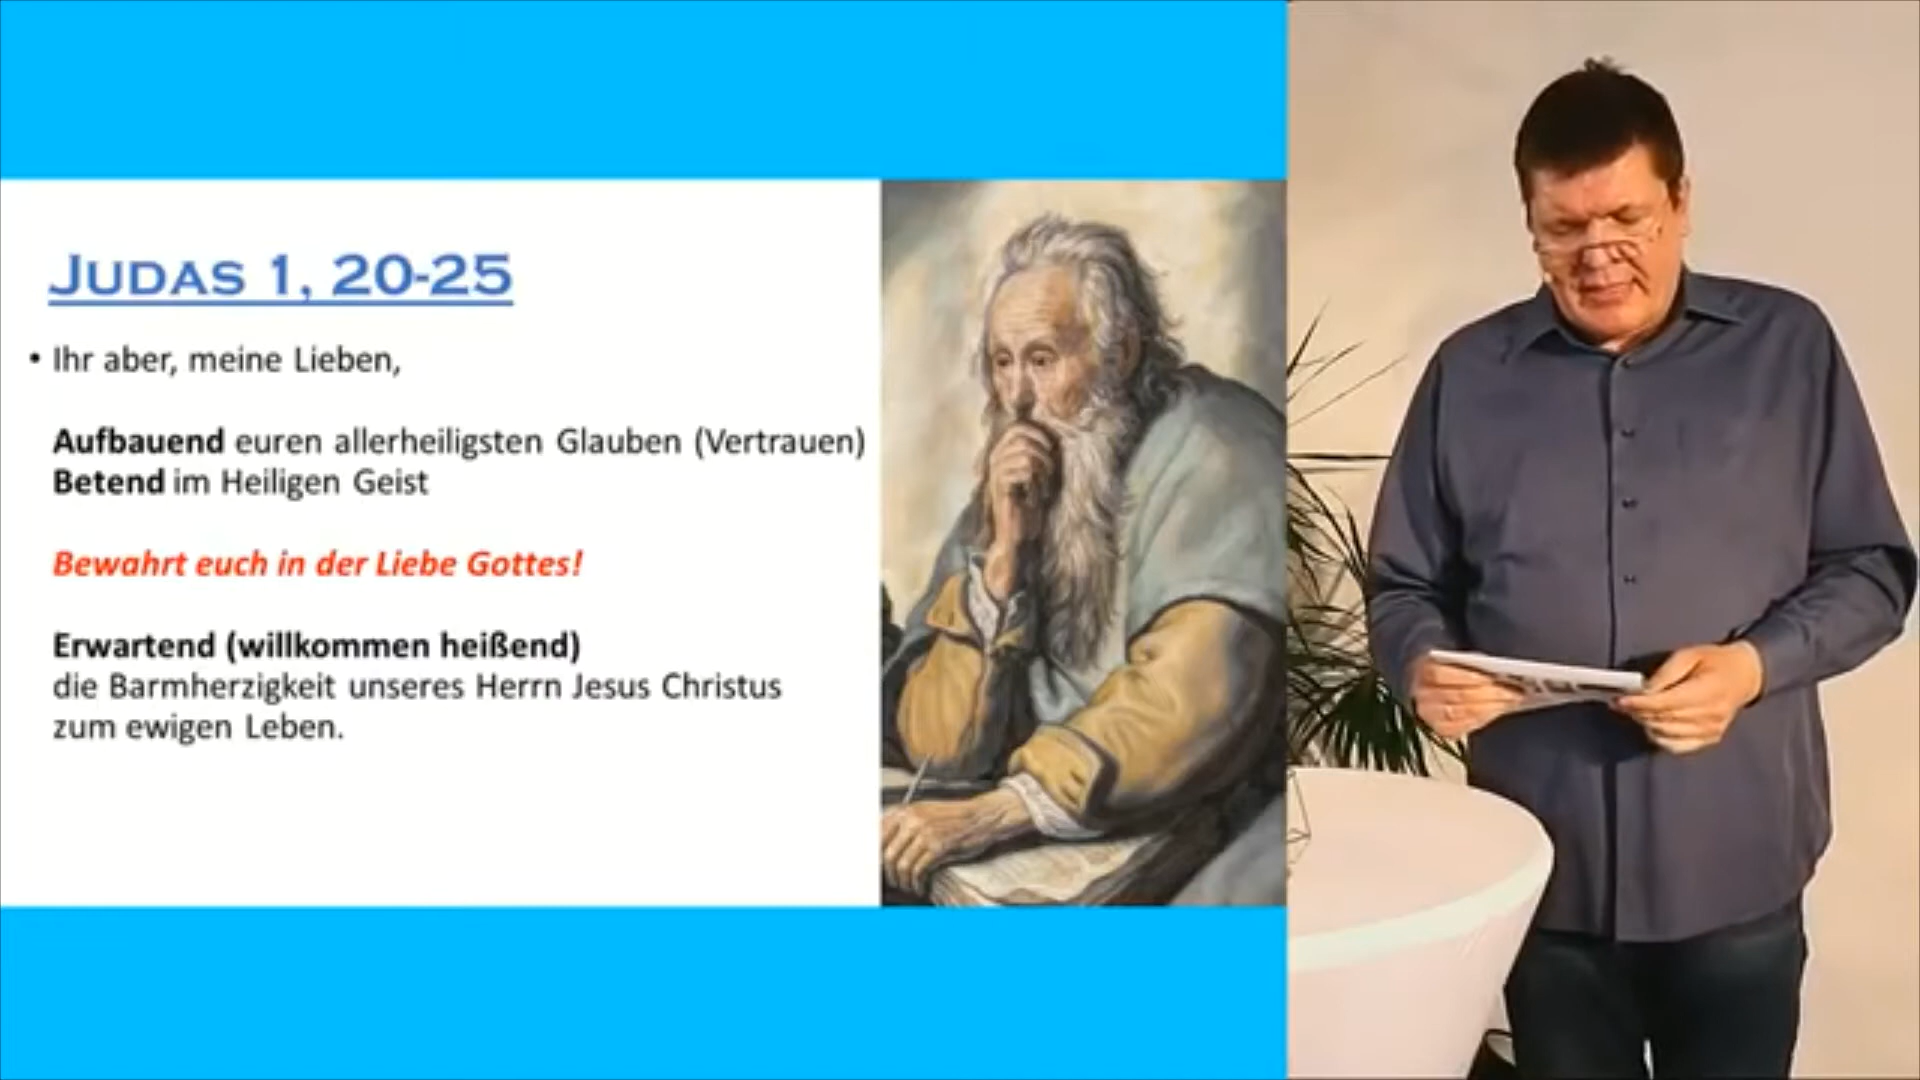 Judas 1, 20-25
• Ihr aber, meine Lieben,
Aufbauend euren allerheiligsten Glauben (Vertrauen)
Betend im Heiligen Geist
Bewahrt euch in der Liebe Gottes!
Erwartend (willkommen heißend)
die Barmherzigkeit unseres Herrn Jesus Christus
zum ewigen Leben.